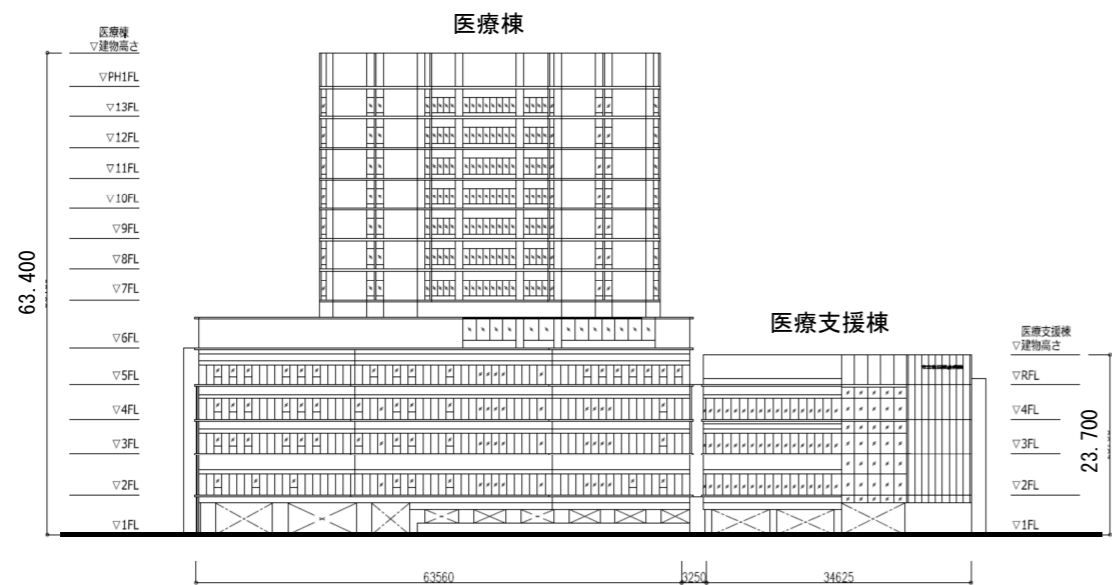 医療棟
医療棟
▽建物高さ
▽PH1FL
▽13FL
▽12FL
▽11FL
▽10FL
▽9FL
▽8FL
▽7FL
▽6FL
▽5FL
▽4FL
▽3FL
▽2FL
▽1FL
63.400
医療支援棟
医療支援棟
▽建物高さ
▽RFL
▽4FL
▽3FL
▽2FL
▽1FL
23.700
63560
3250
34625